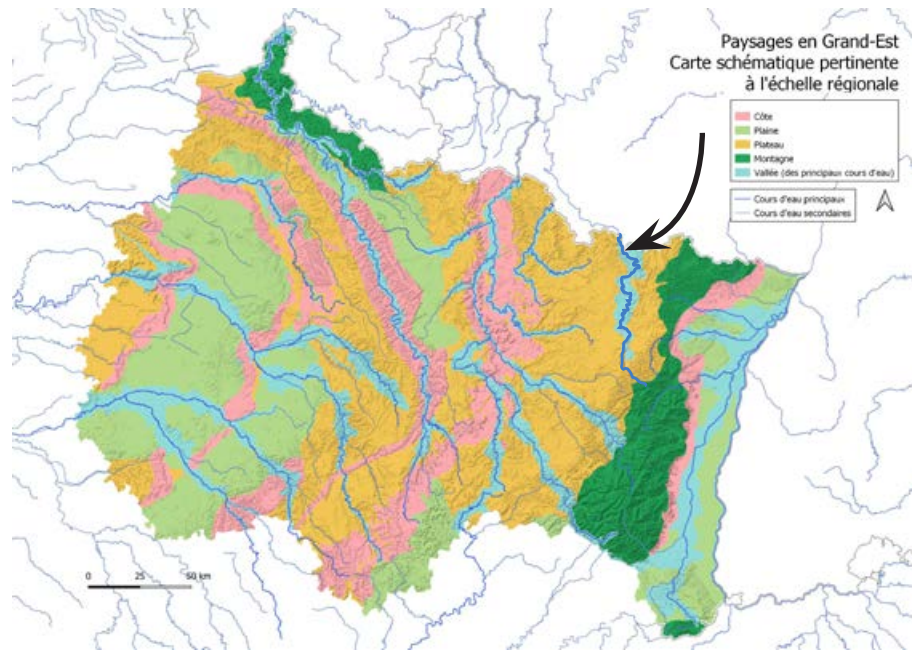 Paysages en Grand-Est
Carte schématique pertinente
à l'échelle régionale
Côte
Plaine
Plateau
Montagne
Vallée (des principaux cours d'eau)
Cours d'eau principaux
Cours d'eau secondaires
0 25 50 km